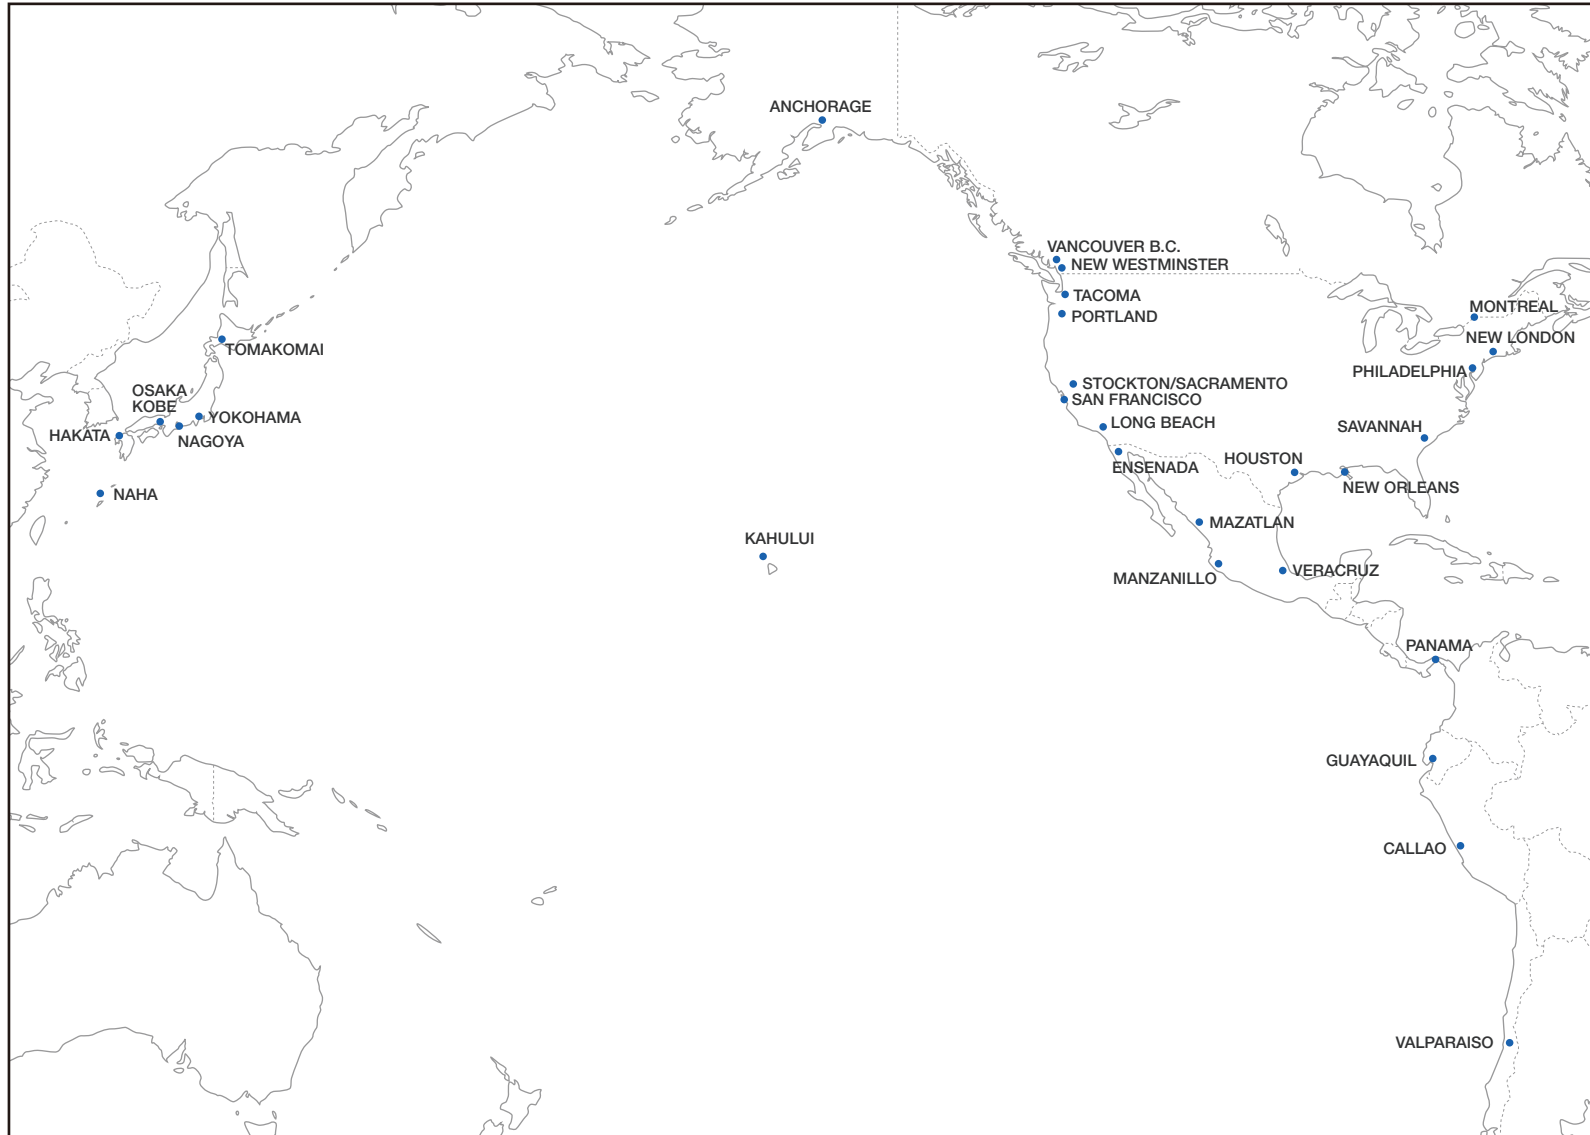 ANCHORAGE
VANCOUVER B.C.
NEW WESTMINSTER
TACOMA
MONTREAL
PORTLAND
NEW LONDON
TOMAKOMAI
PHILADELPHIA
STOCKTON/SACRAMENTO
OSAKA
KOBE
SAN FRANCISCO
YOKOHAMA
LONG BEACH
SAVANNAH
HAKATA
NAGOYA
HOUSTON
ENSENADA
NEW ORLEANS
NAHA
MAZATLAN
KAHULUI
VERACRUZ
MANZANILLO
PANAMA
GUAYAQUIL
CALLAO
VALPARAISO